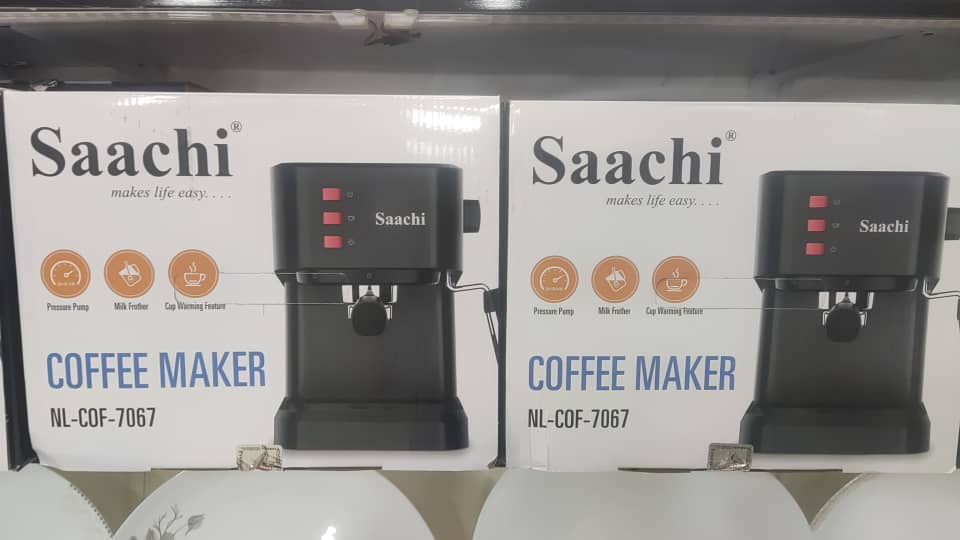 Saachi®
makes life easy. . . .
Saachi
Pressure Pump
Milk Frother
Cup Warming Feature
COFFEE MAKER
NL-COF-7067
Saachi®
makes life easy. . . .
Saachi
Pressure Pump
Milk Frother
Cup Warming Feature
COFFEE MAKER
NL-COF-7067